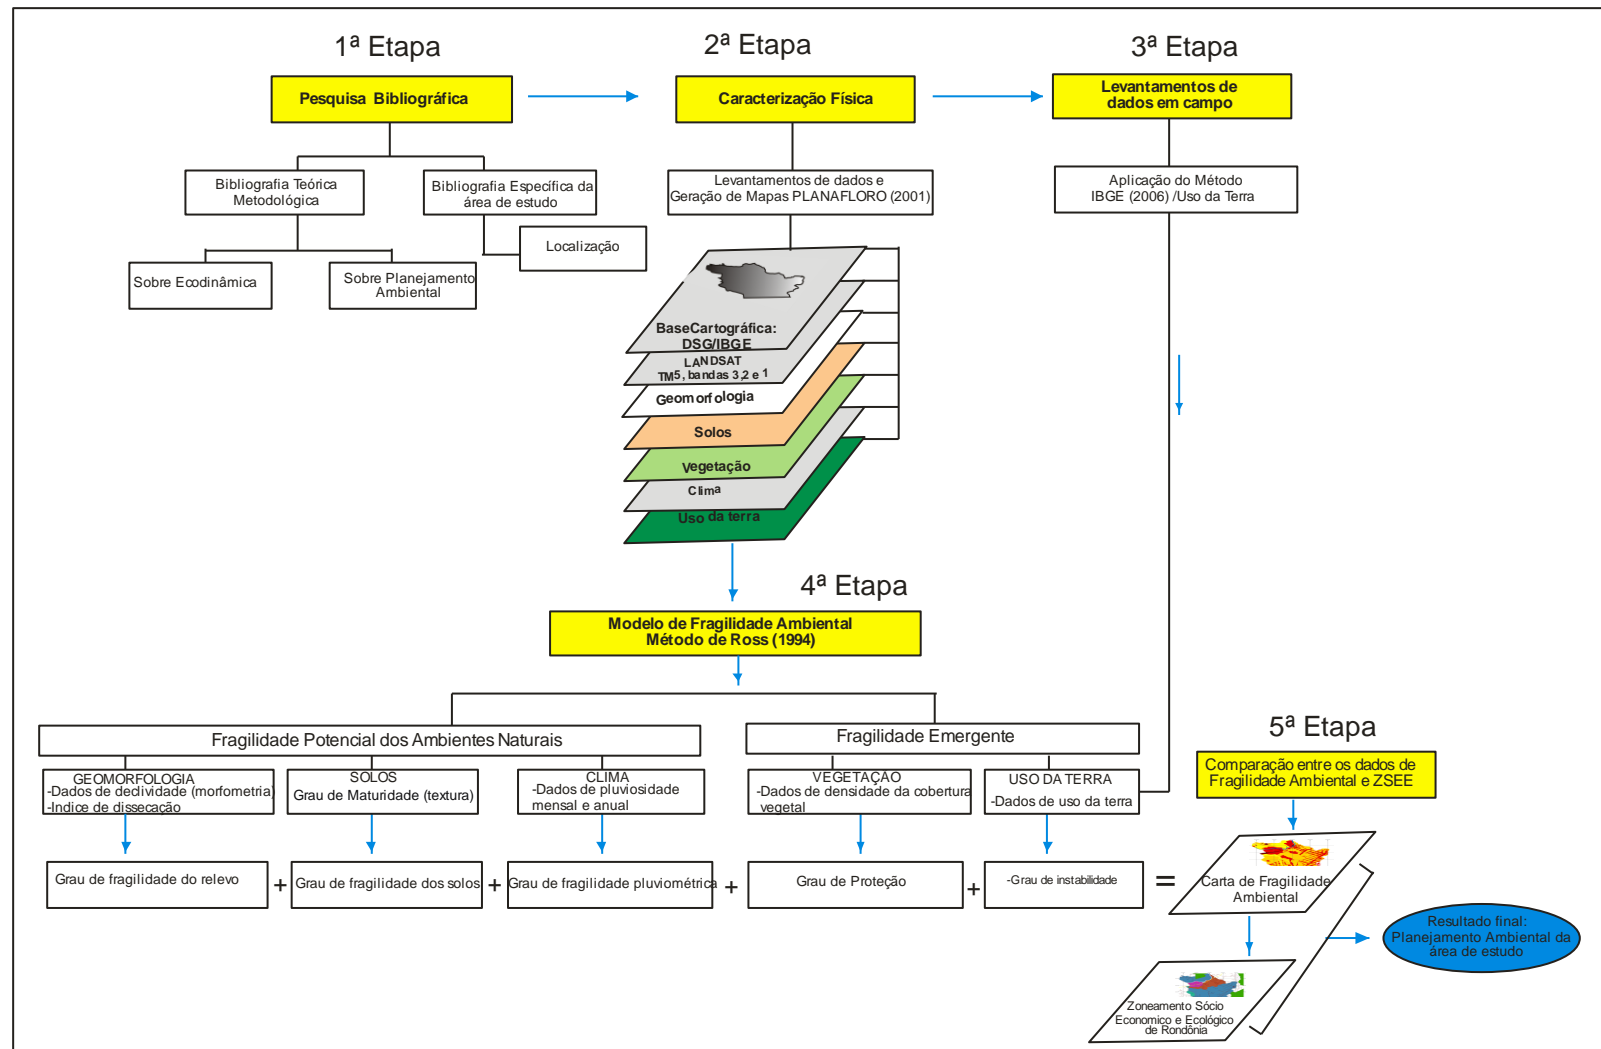 1ª Etapa
2ª Etapa
3ª Etapa
Pesquisa Bibliográfica
Caracterização Física
Levantamentos de
dados em campo
Bibliografia Teórica
Metodológica
Bibliografia Específica da
área de estudo
Levantamentos de dados e
Geração de Mapas PLANAFLORO (2001)
Aplicação do Método
IBGE (2006) /Uso da Terra
Localização
Sobre Ecodinâmica
Sobre Planejamento
Ambiental
BaseCartográfica:
DSG/IBGE
LANDSAT
TM5, bandas 3,2 e 1
Geomorfologia
Solos
Vegetação
Clima
Uso da terra
4ª Etapa
Modelo de Fragilidade Ambiental
Método de Ross (1994)
5ª Etapa
Fragilidade Potencial dos Ambientes Naturais
Fragilidade Emergente
Comparação entre os dados de
Fragilidade Ambiental e ZSEE
GEOMORFOLOGIA
-Dados de declividade (morfometria)
-Indice de dissecação
SOLOS
Grau de Maturidade (textura)
CLIMA
-Dados de pluviosidade
mensal e anual
VEGETAÇÃO
-Dados de densidade da cobertura
vegetal
USO DA TERRA
-Dados de uso da terra
Grau de fragilidade do relevo
+
Grau de fragilidade dos solos
+
Grau de fragilidade pluviométrica
+
Grau de Proteção
+
-Grau de instabilidade
=
Carta de Fragilidade
Ambiental
Resultado final:
Planejamento Ambiental da
área de estudo
Zoneamento Sócio
Economico e Ecológico
de Rondônia